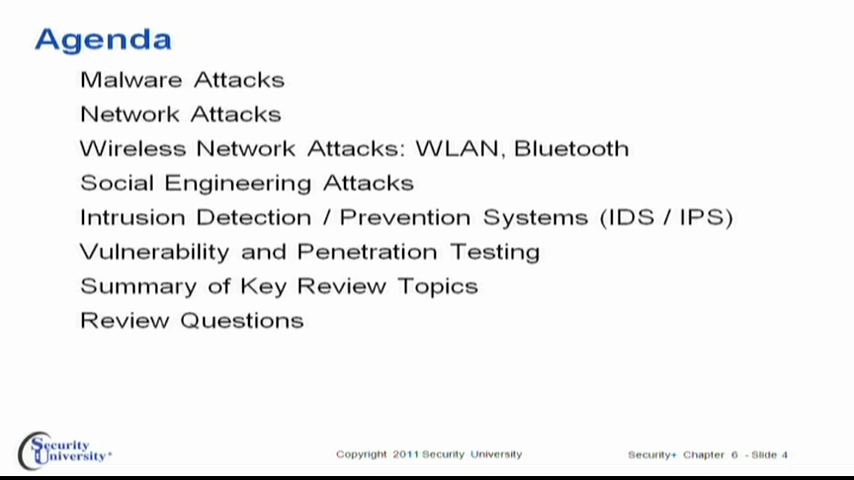 Agenda
Malware Attacks
Network Attacks
Wireless Network Attacks: WLAN, Bluetooth
Social Engineering Attacks
Intrusion Detection / Prevention Systems (IDS / IPS)
Vulnerability and Penetration Testing
Summary of Key Review Topics
Review Questions
Security
University
Copyright 2011 Security University
Security+ Chapter 6 - Slide 4